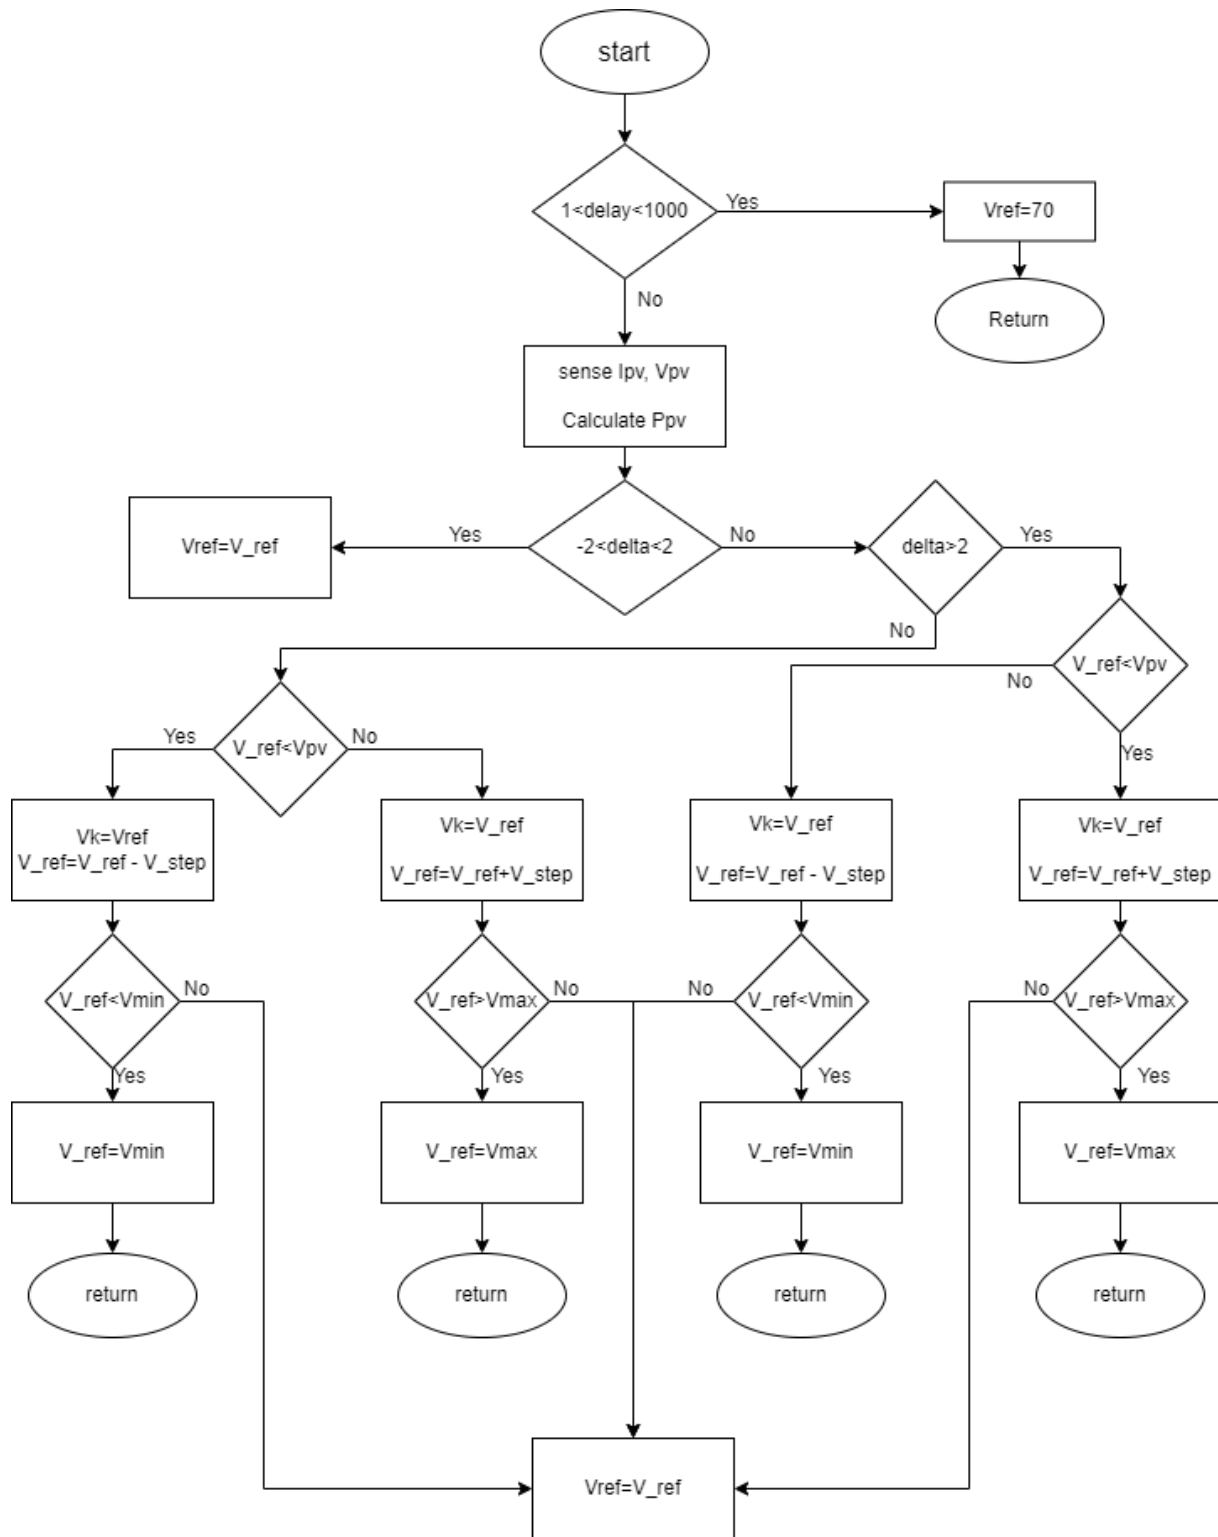 start
1<delay<1000
Yes
Vref=70
Return
No
sense Ipv, Vpv
Calculate Ppv
Vref=V_ref
Yes
-2<delta<2
No
delta>2
Yes
No
V_ref<Vpv
No
Yes
Yes
V_ref<Vpv
No
Vk=Vref
V_ref=V_ref - V_step
Vk=V_ref
V_ref=V_ref+V_step
Vk=V_ref
V_ref=V_ref - V_step
Vk=V_ref
V_ref=V_ref+V_step
V_ref<Vmin
No
Yes
V_ref>Vmax
No
Yes
No
V_ref<Vmin
Yes
No
V_ref>Vmax
Yes
V_ref=Vmin
V_ref=Vmax
V_ref=Vmin
V_ref=Vmax
return
return
return
return
Vref=V_ref